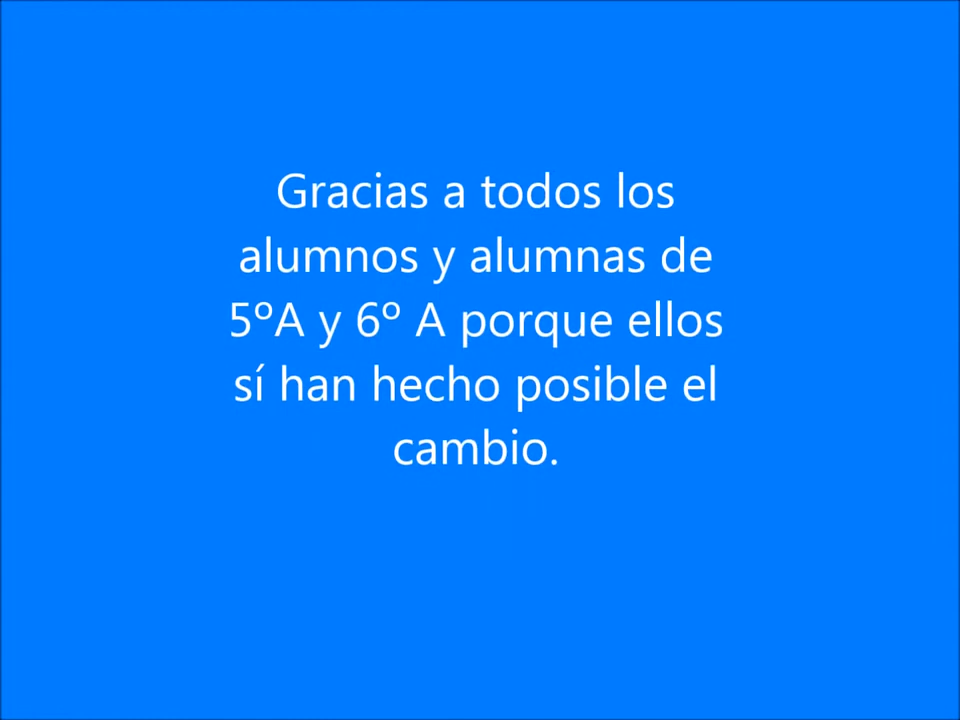 Gracias a todos los
alumnos y alumnas de
5ºA y 6º A porque ellos
sí han hecho posible el
cambio.